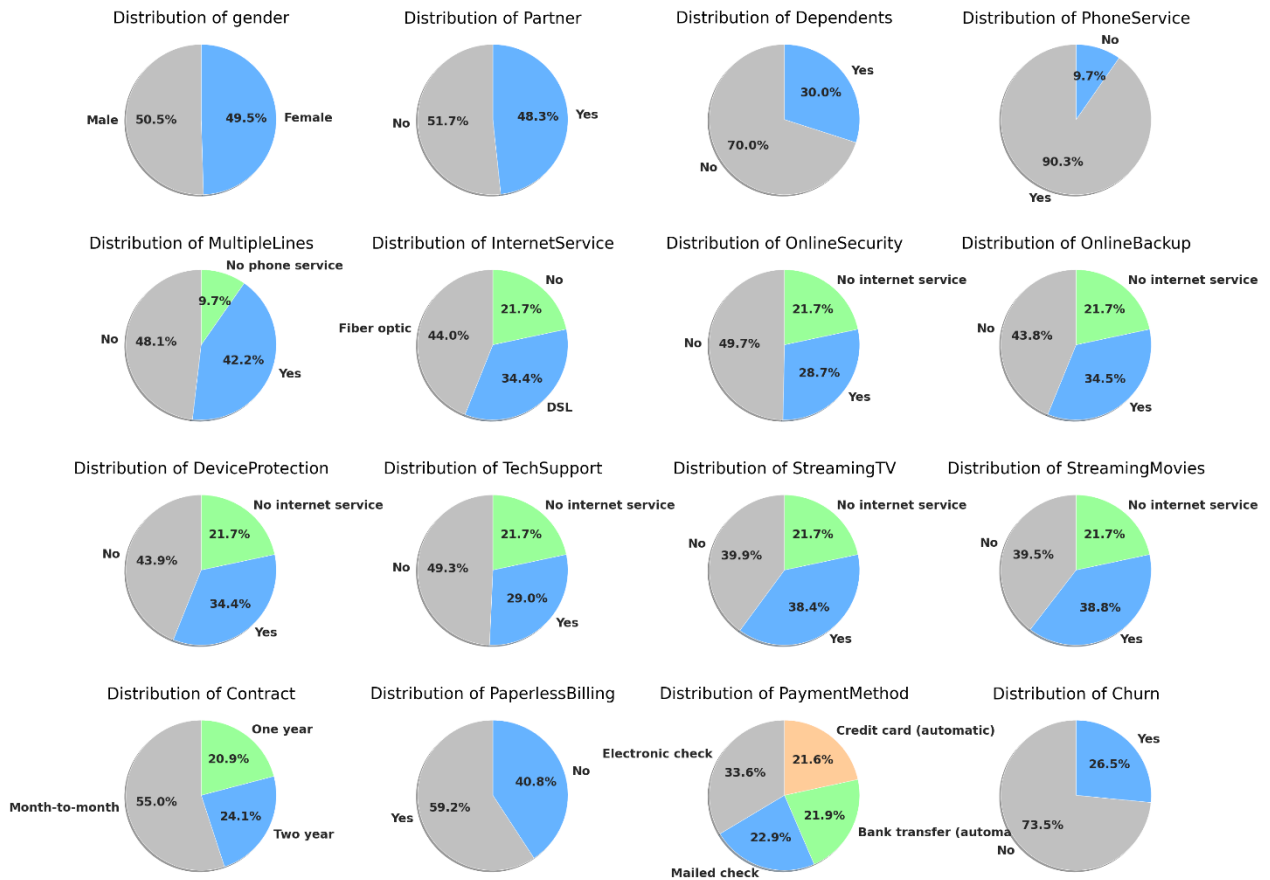 Distribution of gender
Male
50.5%
49.5%
Female
Distribution of Partner
No
51.7%
48.3%
Yes
Distribution of Dependents
Yes
30.0%
70.0%
No
Distribution of PhoneService
No
9.7%
90.3%
Yes
Distribution of MultipleLines
No phone service
9.7%
No
48.1%
42.2%
Yes
Distribution of InternetService
No
21.7%
Fiber optic
44.0%
34.4%
DSL
Distribution of OnlineSecurity
No internet service
21.7%
No
49.7%
28.7%
Yes
Distribution of OnlineBackup
No internet service
21.7%
No
43.8%
34.5%
Yes
Distribution of DeviceProtection
No internet service
21.7%
No
43.9%
34.4%
Yes
Distribution of TechSupport
No internet service
21.7%
No
49.3%
29.0%
Yes
Distribution of StreamingTV
No internet service
21.7%
No
39.9%
38.4%
Yes
Distribution of StreamingMovies
No internet service
21.7%
No
39.5%
38.8%
Yes
Distribution of Contract
One year
20.9%
Month-to-month
55.0%
24.1%
Two year
Distribution of PaperlessBilling
No
40.8%
59.2%
Yes
Distribution of PaymentMethod
Credit card (automatic)
21.6%
Electronic check
33.6%
21.9%
Bank transfer (automa
22.9%
Mailed check
Distribution of Churn
Yes
26.5%
73.5%
No